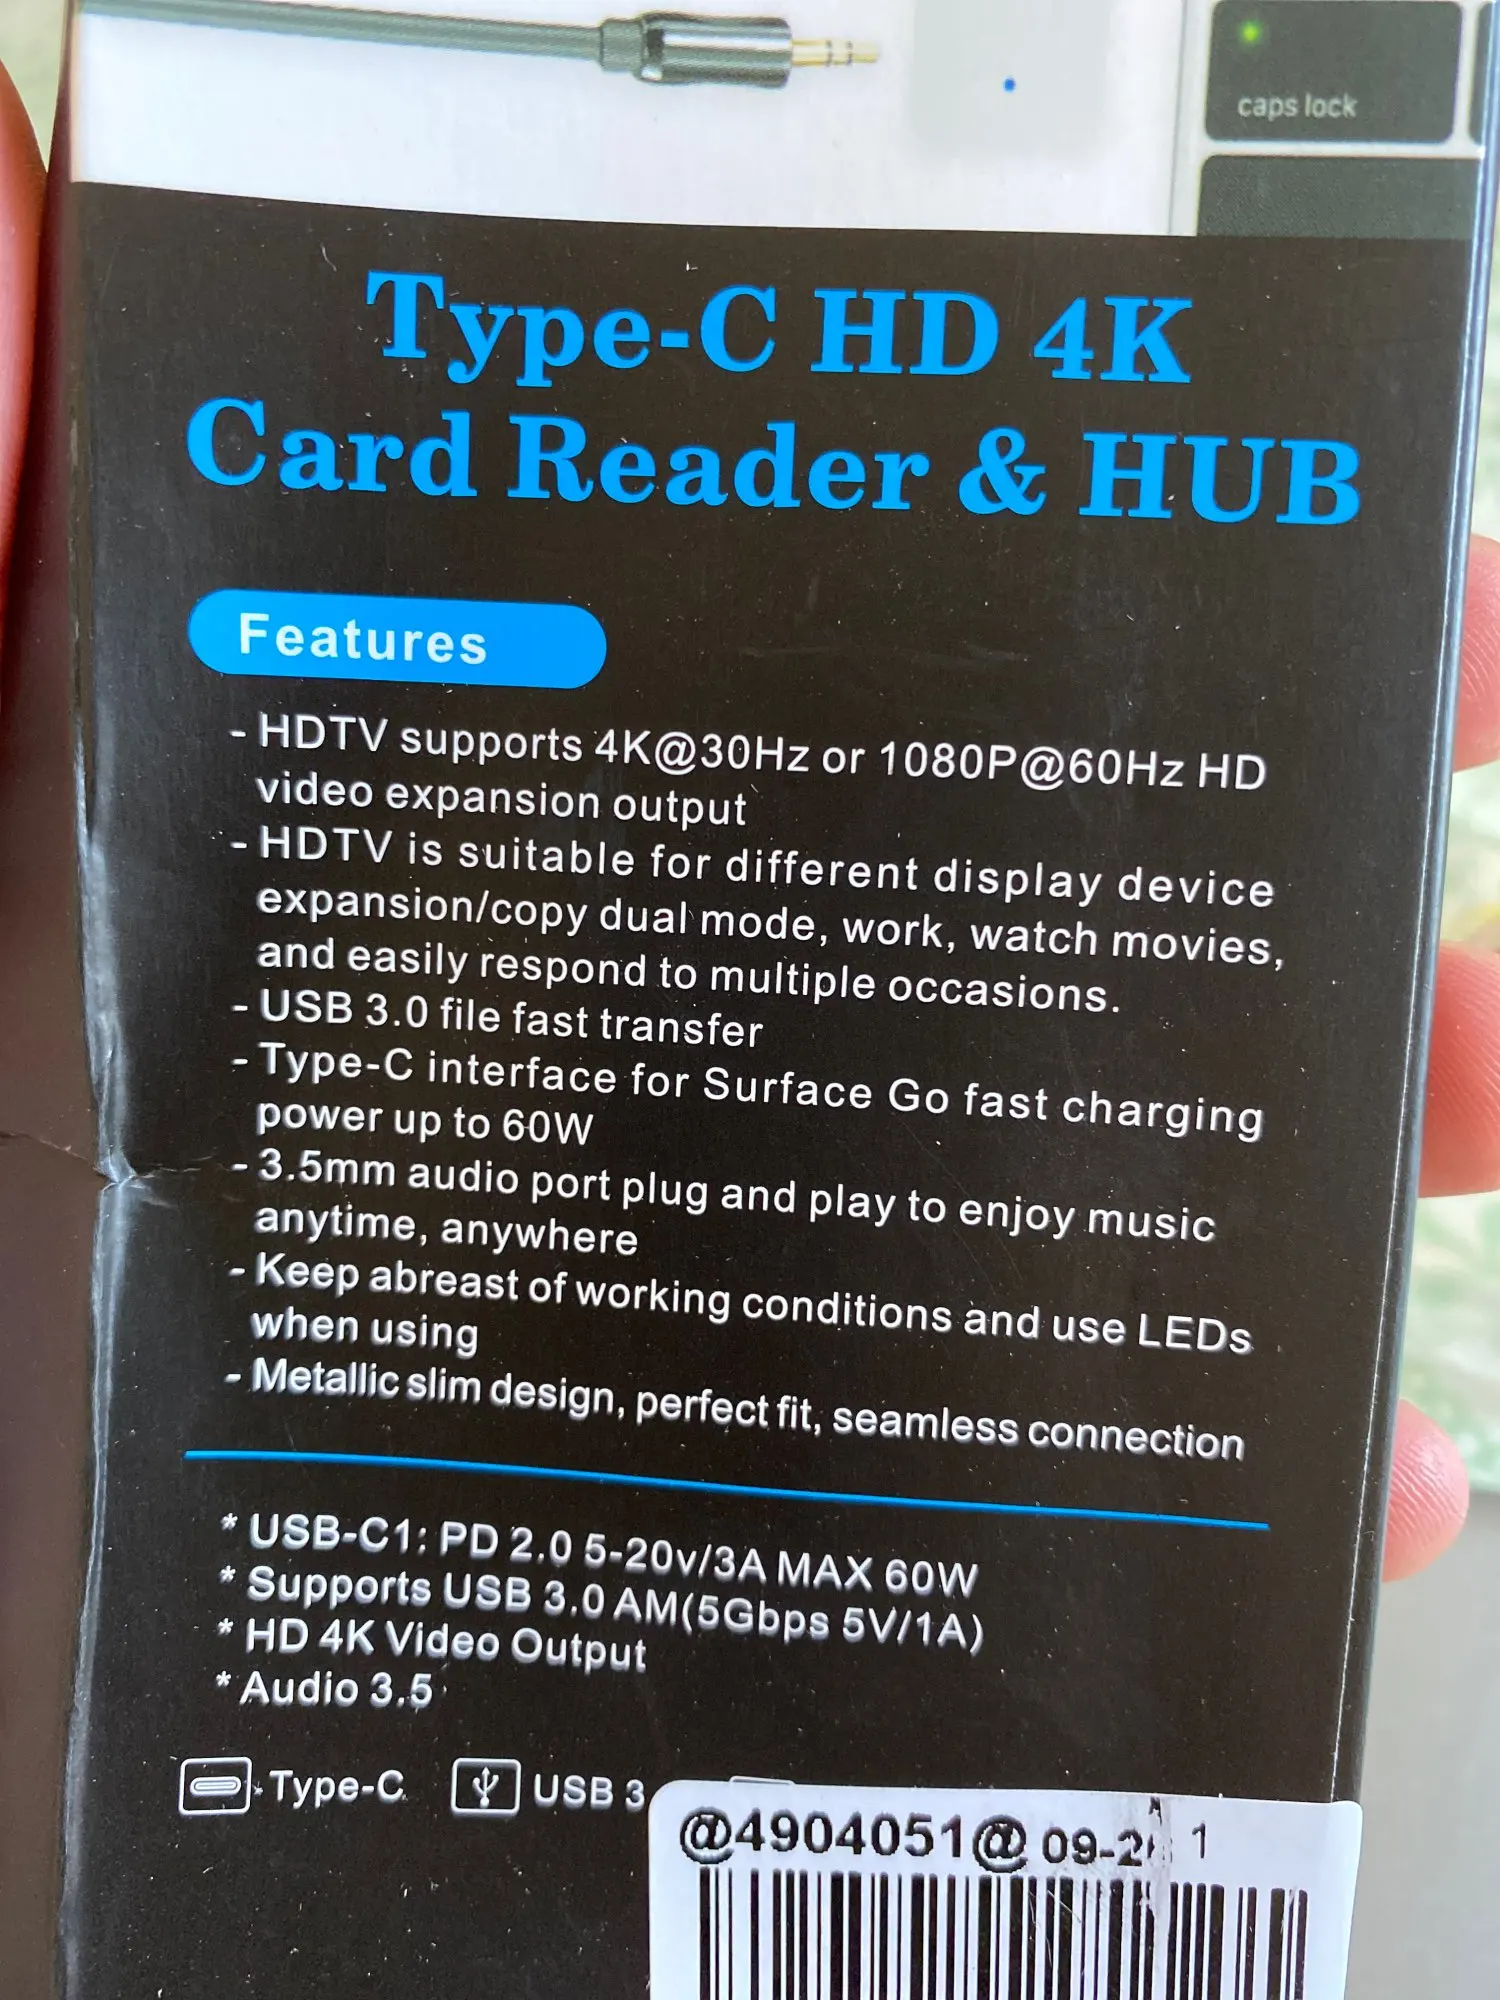 caps lock
Type-C HD 4K
Card Reader & HUB
Features
- HDTV supports 4K@30Hz or 1080P@60Hz HD
video expansion output
- HDTV is suitable for different display device
expansion/copy dual mode, work, watch movies,
and easily respond to multiple occasions.
- USB 3.0 file fast transfer
- Type-C interface for Surface Go fast charging
power up to 60W
- 3.5mm audio port plug and play to enjoy music
anytime, anywhere
- Keep abreast of working conditions and use LEDs
when using
- Metallic slim design, perfect fit, seamless connection
* USB-C1: PD 2.0 5-20v/3A MAX 60W
* Supports USB 3.0 AM(5Gbps 5V/1A)
* HD 4K Video Output
* Audio 3.5
Type-C USB 3
@4904051@ 1